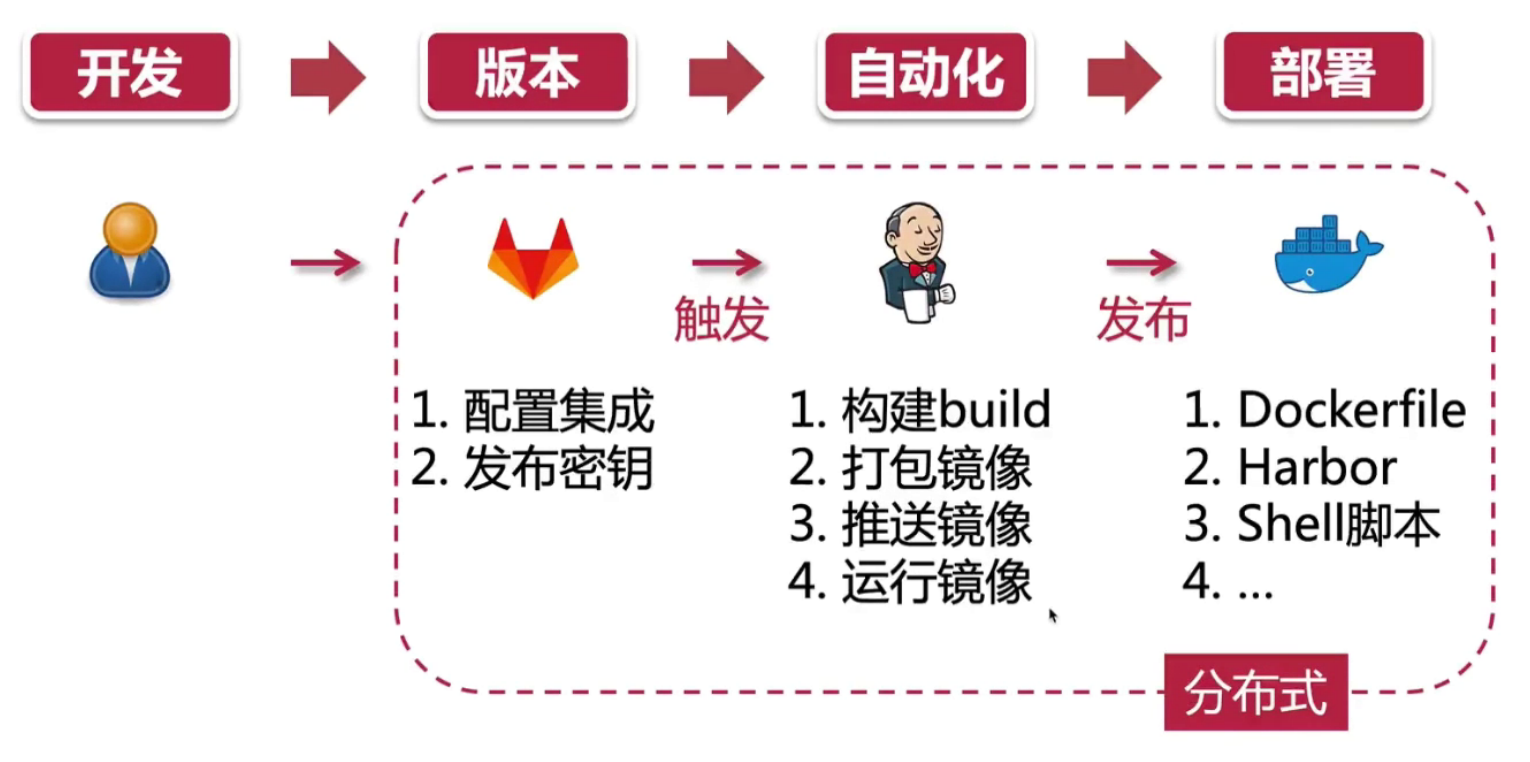 开发
版本
自动化
部署
触发
发布
1. 配置集成
2. 发布密钥
1. 构建build
2. 打包镜像
3. 推送镜像
4. 运行镜像
1. Dockerfile
2. Harbor
3. Shell脚本
4. ...
分布式